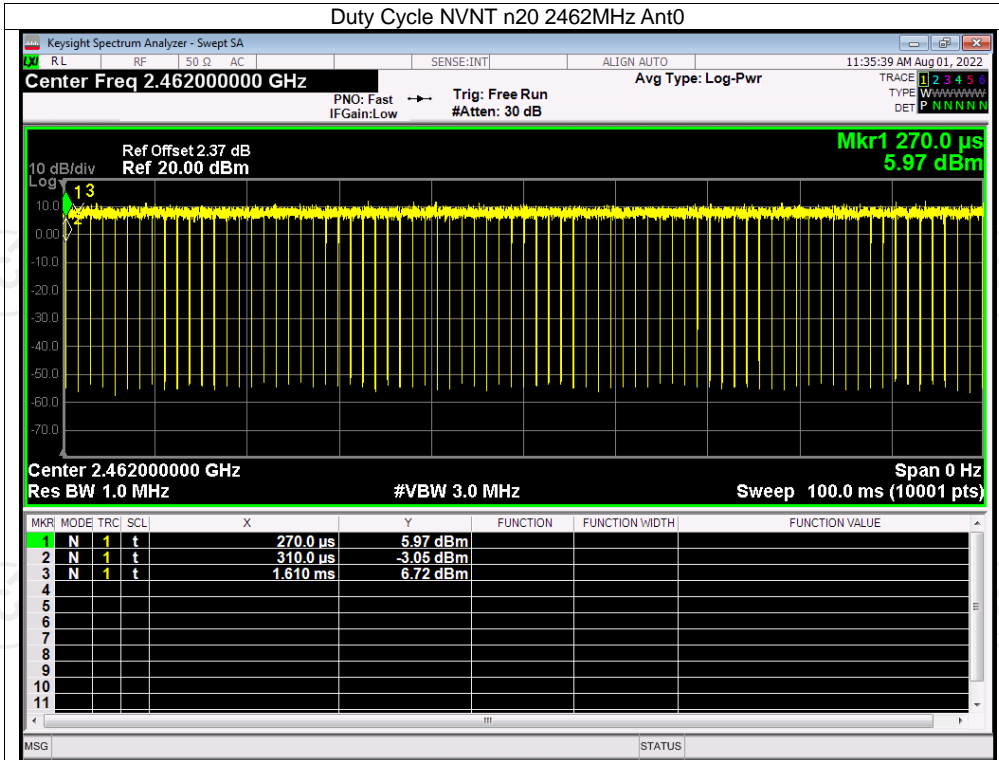 Duty Cycle NVNT n20 2462MHz Ant0
Keysight Spectrum Analyzer - Swept SA
LXI RL RF 50 Ω AC SENSE:INT ALIGN AUTO 11:35:39 AM Aug 01, 2022
Center Freq 2.462000000 GHz Avg Type: Log-Pwr TRACE 1 2 3 4 5 6
PNO: Fast Trig: Free Run TYPE WWWWWWW
IFGain:Low #Atten: 30 dB DET P N N N N N
Mkr1 270.0 µs
Ref Offset 2.37 dB
10 dB/div Ref 20.00 dBm 5.97 dBm
Log
1 3
10.0
2
0.00
-10.0
-20.0
-30.0
-40.0
-50.0
-60.0
-70.0
Center 2.462000000 GHz Span 0 Hz
Res BW 1.0 MHz #VBW 3.0 MHz Sweep 100.0 ms (10001 pts)
MKR MODE TRC SCL X Y FUNCTION FUNCTION WIDTH FUNCTION VALUE
1 N 1 t 270.0 µs 5.97 dBm
2 N 1 t 310.0 µs -3.05 dBm
3 N 1 t 1.610 ms 6.72 dBm
4
5
6
7
8
9
10
11
MSG STATUS